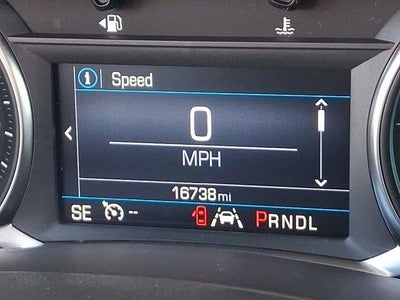 i Speed
0
MPH
16738mi
SE -- PRNDL